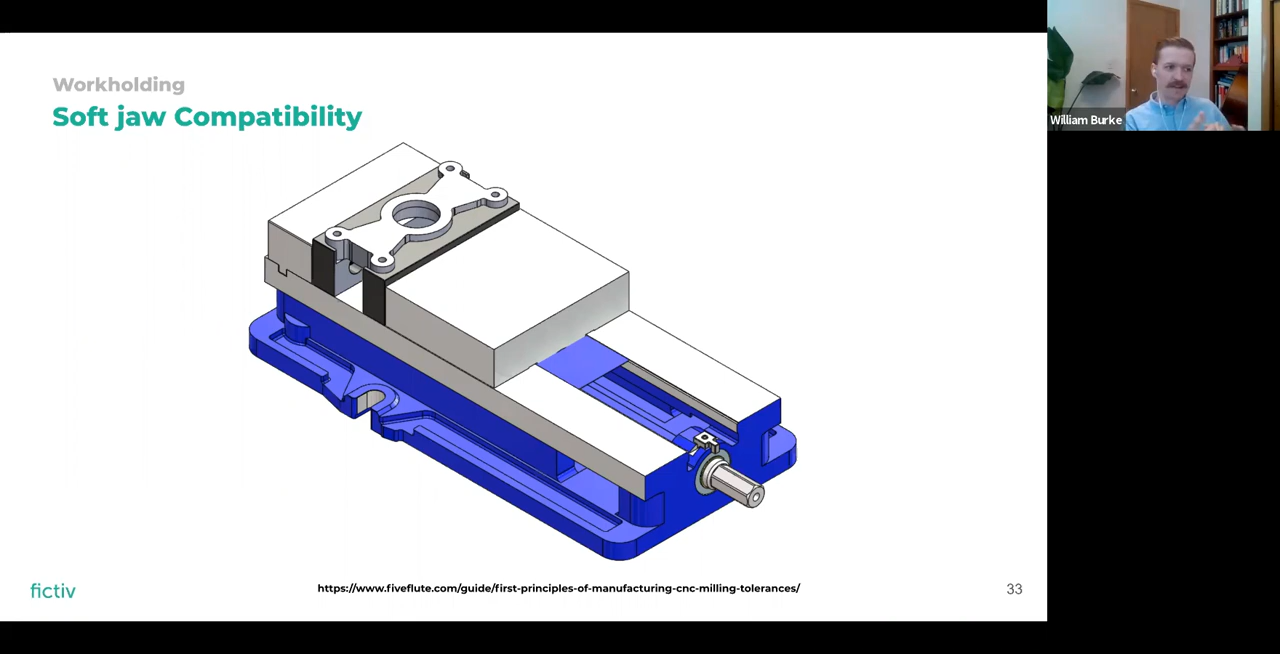 Workholding
Soft jaw Compatibility
William Burke
fictiv
https://www.fiveflute.com/guide/first-principles-of-manufacturing-cnc-milling-tolerances/
33